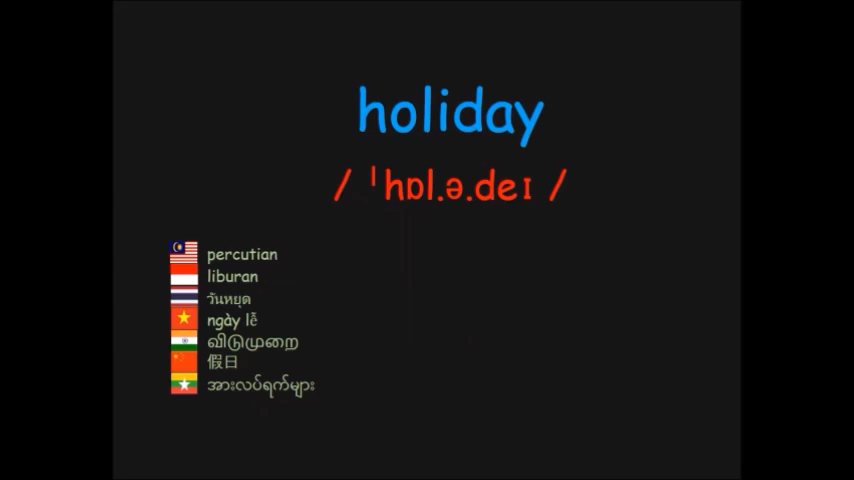 holiday
/ ˈhɒl.ə.deɪ /
percutian
liburan
วันหยุด
ngày lễ
விடுமுறை
假日
အားလပ်ရက်များ